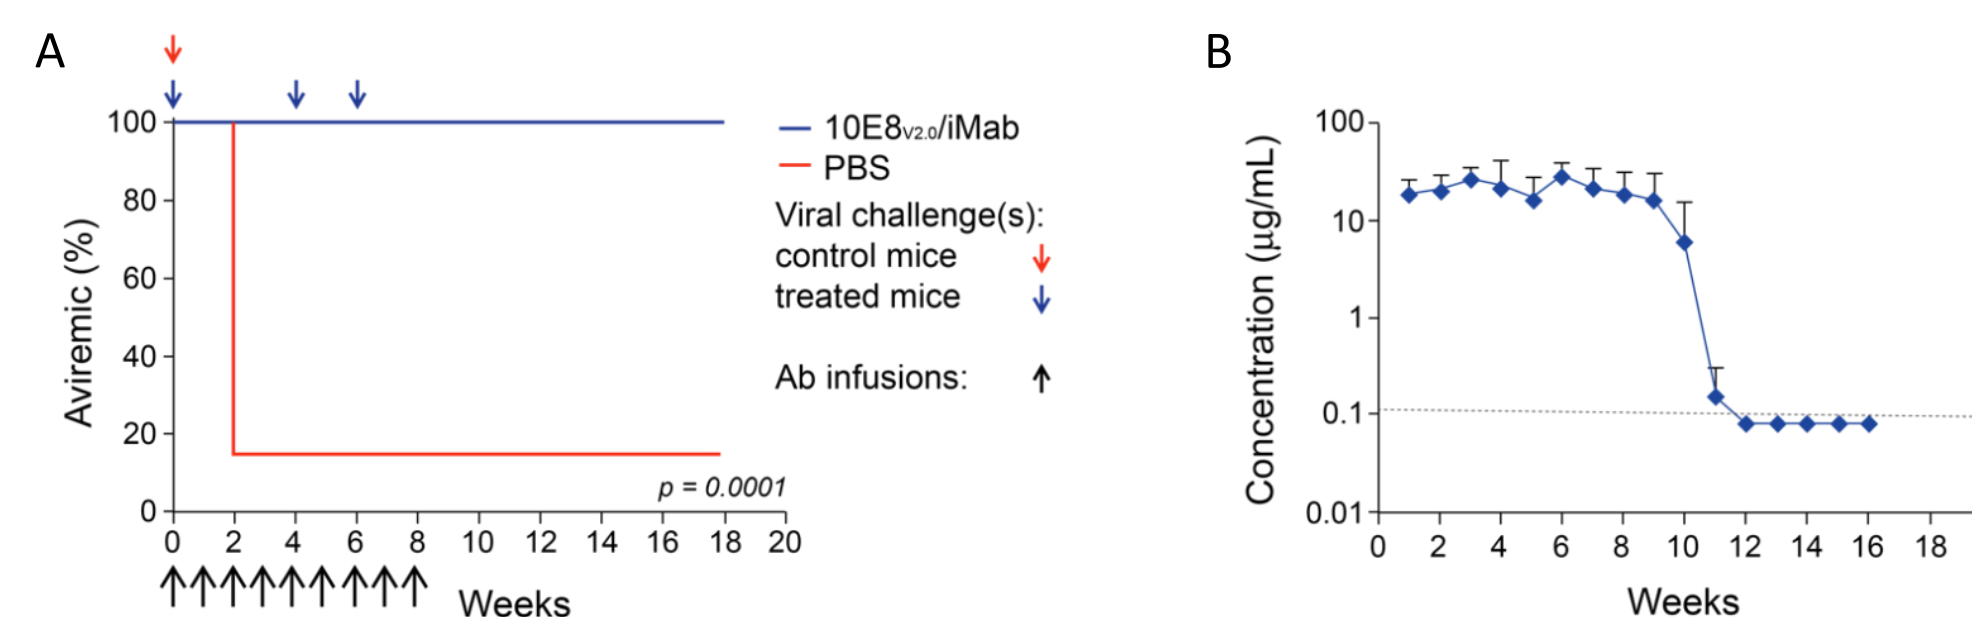 A
100
80
60
40
20
0
Aviremic (%)
0 2 4 6 8 10 12 14 16 18 20
Weeks
p = 0.0001
10E8V2.0/iMab
PBS
Viral challenge(s):
control mice
treated mice
Ab infusions:
B
100
10
1
0.1
0.01
Concentration (μg/mL)
0 2 4 6 8 10 12 14 16 18
Weeks